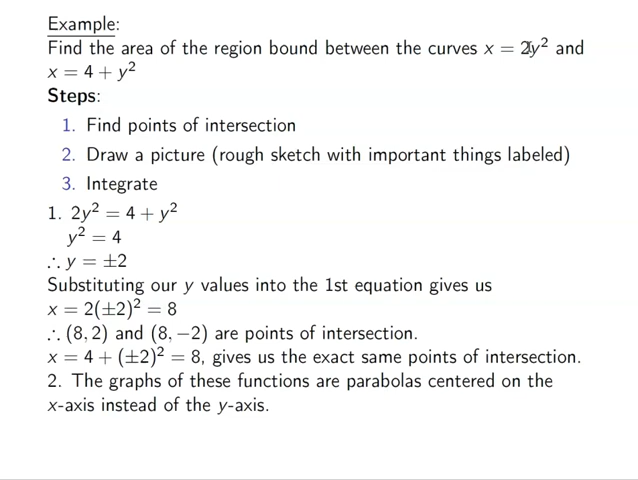 Example:
Find the area of the region bound between the curves x = 2y² and
x = 4 + y²
Steps:
1. Find points of intersection
2. Draw a picture (rough sketch with important things labeled)
3. Integrate
1. 2y² = 4 + y²
y² = 4
∴ y = ±2
Substituting our y values into the 1st equation gives us
x = 2(±2)² = 8
∴ (8, 2) and (8, −2) are points of intersection.
x = 4 + (±2)² = 8, gives us the exact same points of intersection.
2. The graphs of these functions are parabolas centered on the
x-axis instead of the y-axis.